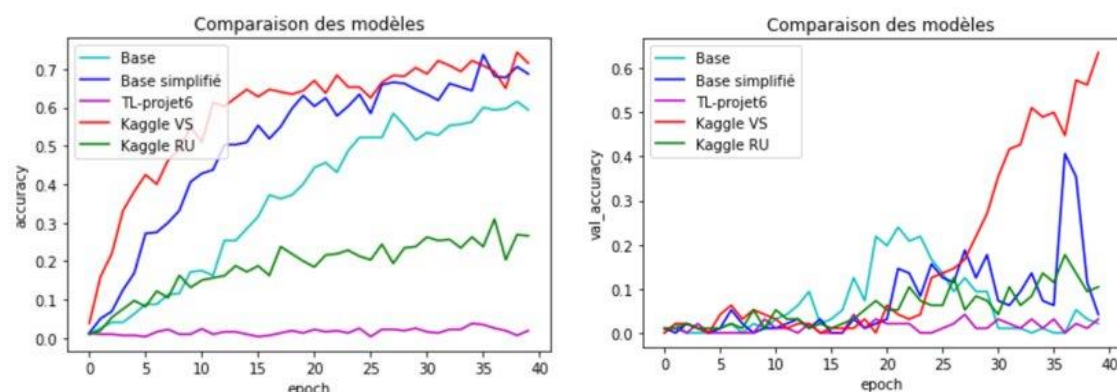 Comparaison des modèles
Base
Base simplifié
TL-projet6
Kaggle VS
Kaggle RU
accuracy
0.7
0.6
0.5
0.4
0.3
0.2
0.1
0.0
0 5 10 15 20 25 30 35 40
epoch
Comparaison des modèles
Base
Base simplifié
TL-projet6
Kaggle VS
Kaggle RU
val_accuracy
0.6
0.5
0.4
0.3
0.2
0.1
0.0
0 5 10 15 20 25 30 35 40
epoch